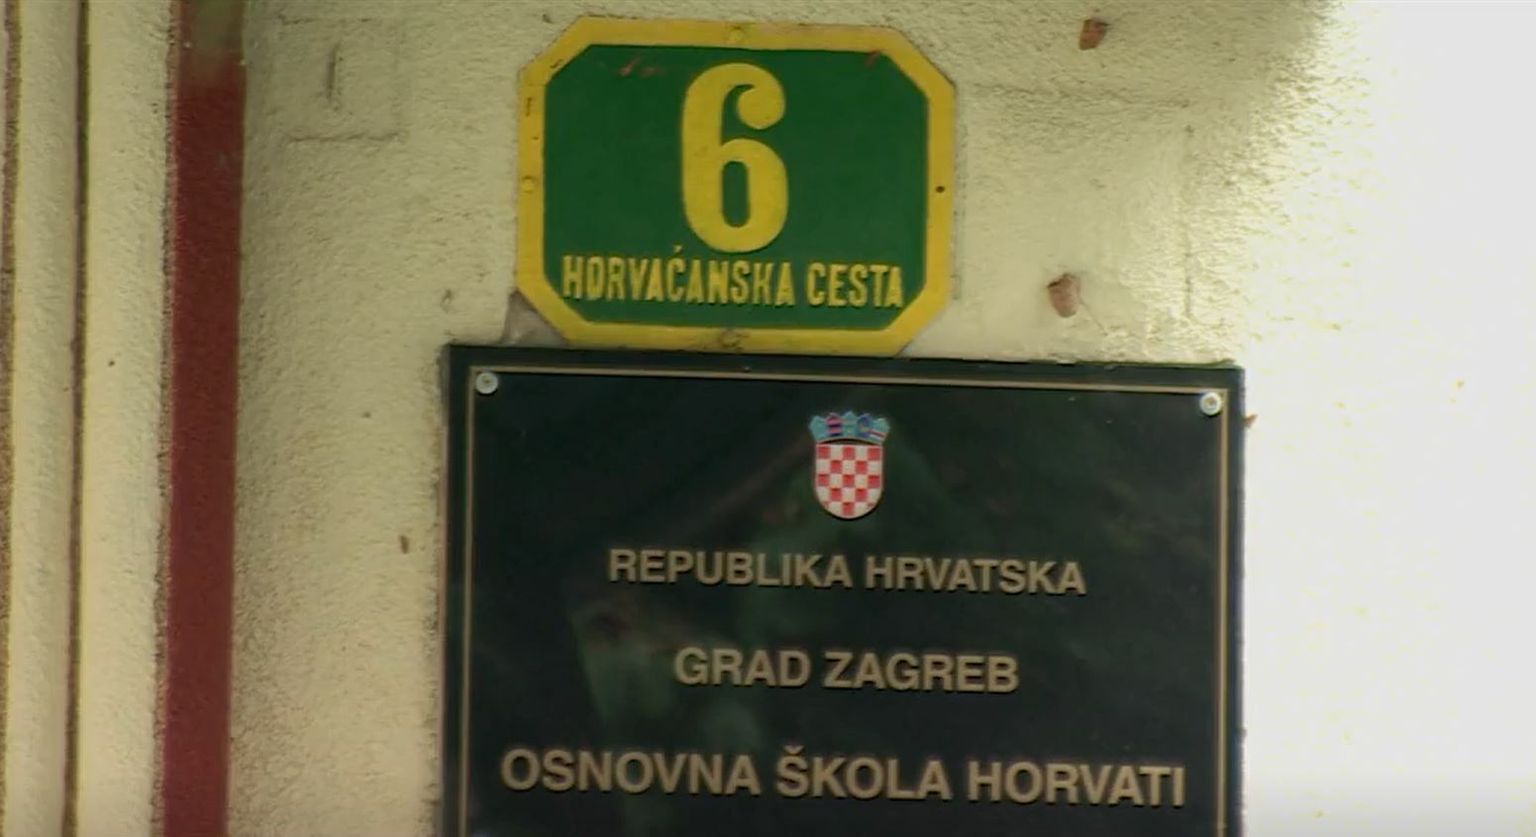 6
HORVAĆANSKA CESTA
REPUBLIKA HRVATSKA
GRAD ZAGREB
OSNOVNA ŠKOLA HORVATI